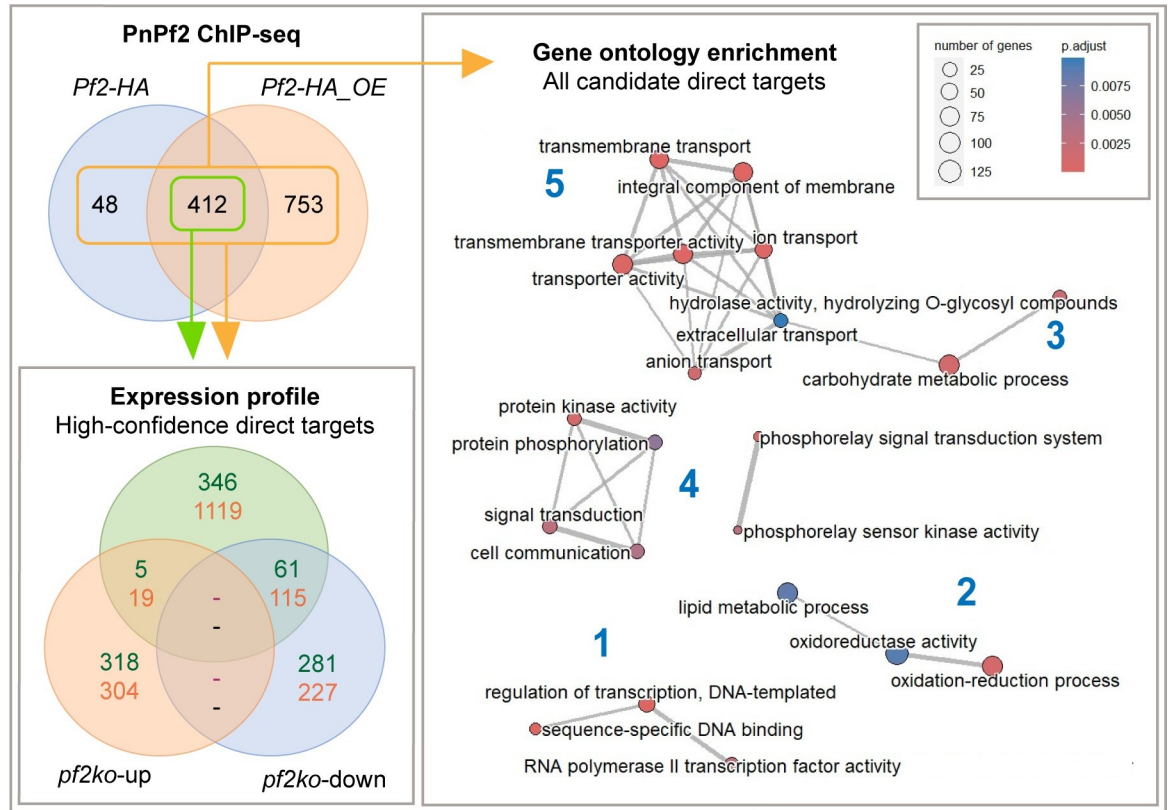 PnPf2 ChIP-seq
Pf2-HA
Pf2-HA_OE
48
412
753
Expression profile
High-confidence direct targets
346
1119
5
19
61
115
-
-
318
304
281
227
-
-
pf2ko-up
pf2ko-down
Gene ontology enrichment
All candidate direct targets
number of genes
25
50
75
100
125
p.adjust
0.0075
0.0050
0.0025
transmembrane transport
5
integral component of membrane
transmembrane transporter activity
ion transport
transporter activity
hydrolase activity, hydrolyzing O-glycosyl compounds
extracellular transport
3
anion transport
carbohydrate metabolic process
protein kinase activity
protein phosphorylation
phosphorelay signal transduction system
4
signal transduction
cell communication
phosphorelay sensor kinase activity
lipid metabolic process
2
oxidoreductase activity
oxidation-reduction process
1
regulation of transcription, DNA-templated
sequence-specific DNA binding
RNA polymerase II transcription factor activity